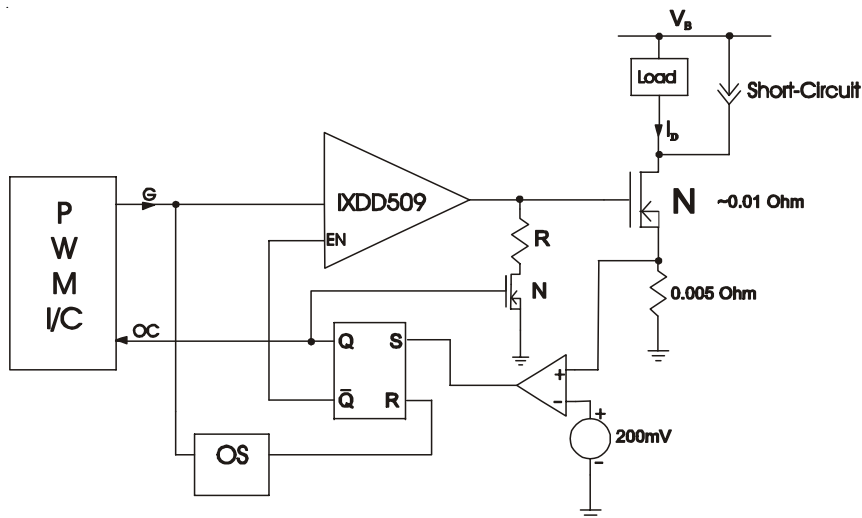 V_B
Load
Short-Circuit
I_D
G
IXDD509
EN
P
W
M
I/C
N
~0.01 Ohm
R
N
0.005 Ohm
OC
Q
S
Q̅
R
+
-
+
200mV
-
OS